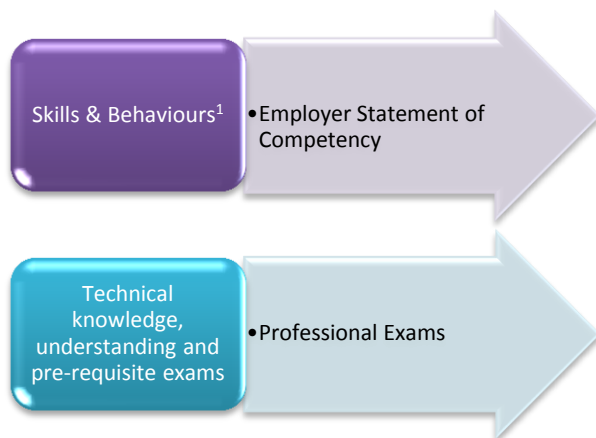 Skills & Behaviours¹
•Employer Statement of
Competency
Technical
knowledge,
understanding and
pre-requisite exams
•Professional Exams